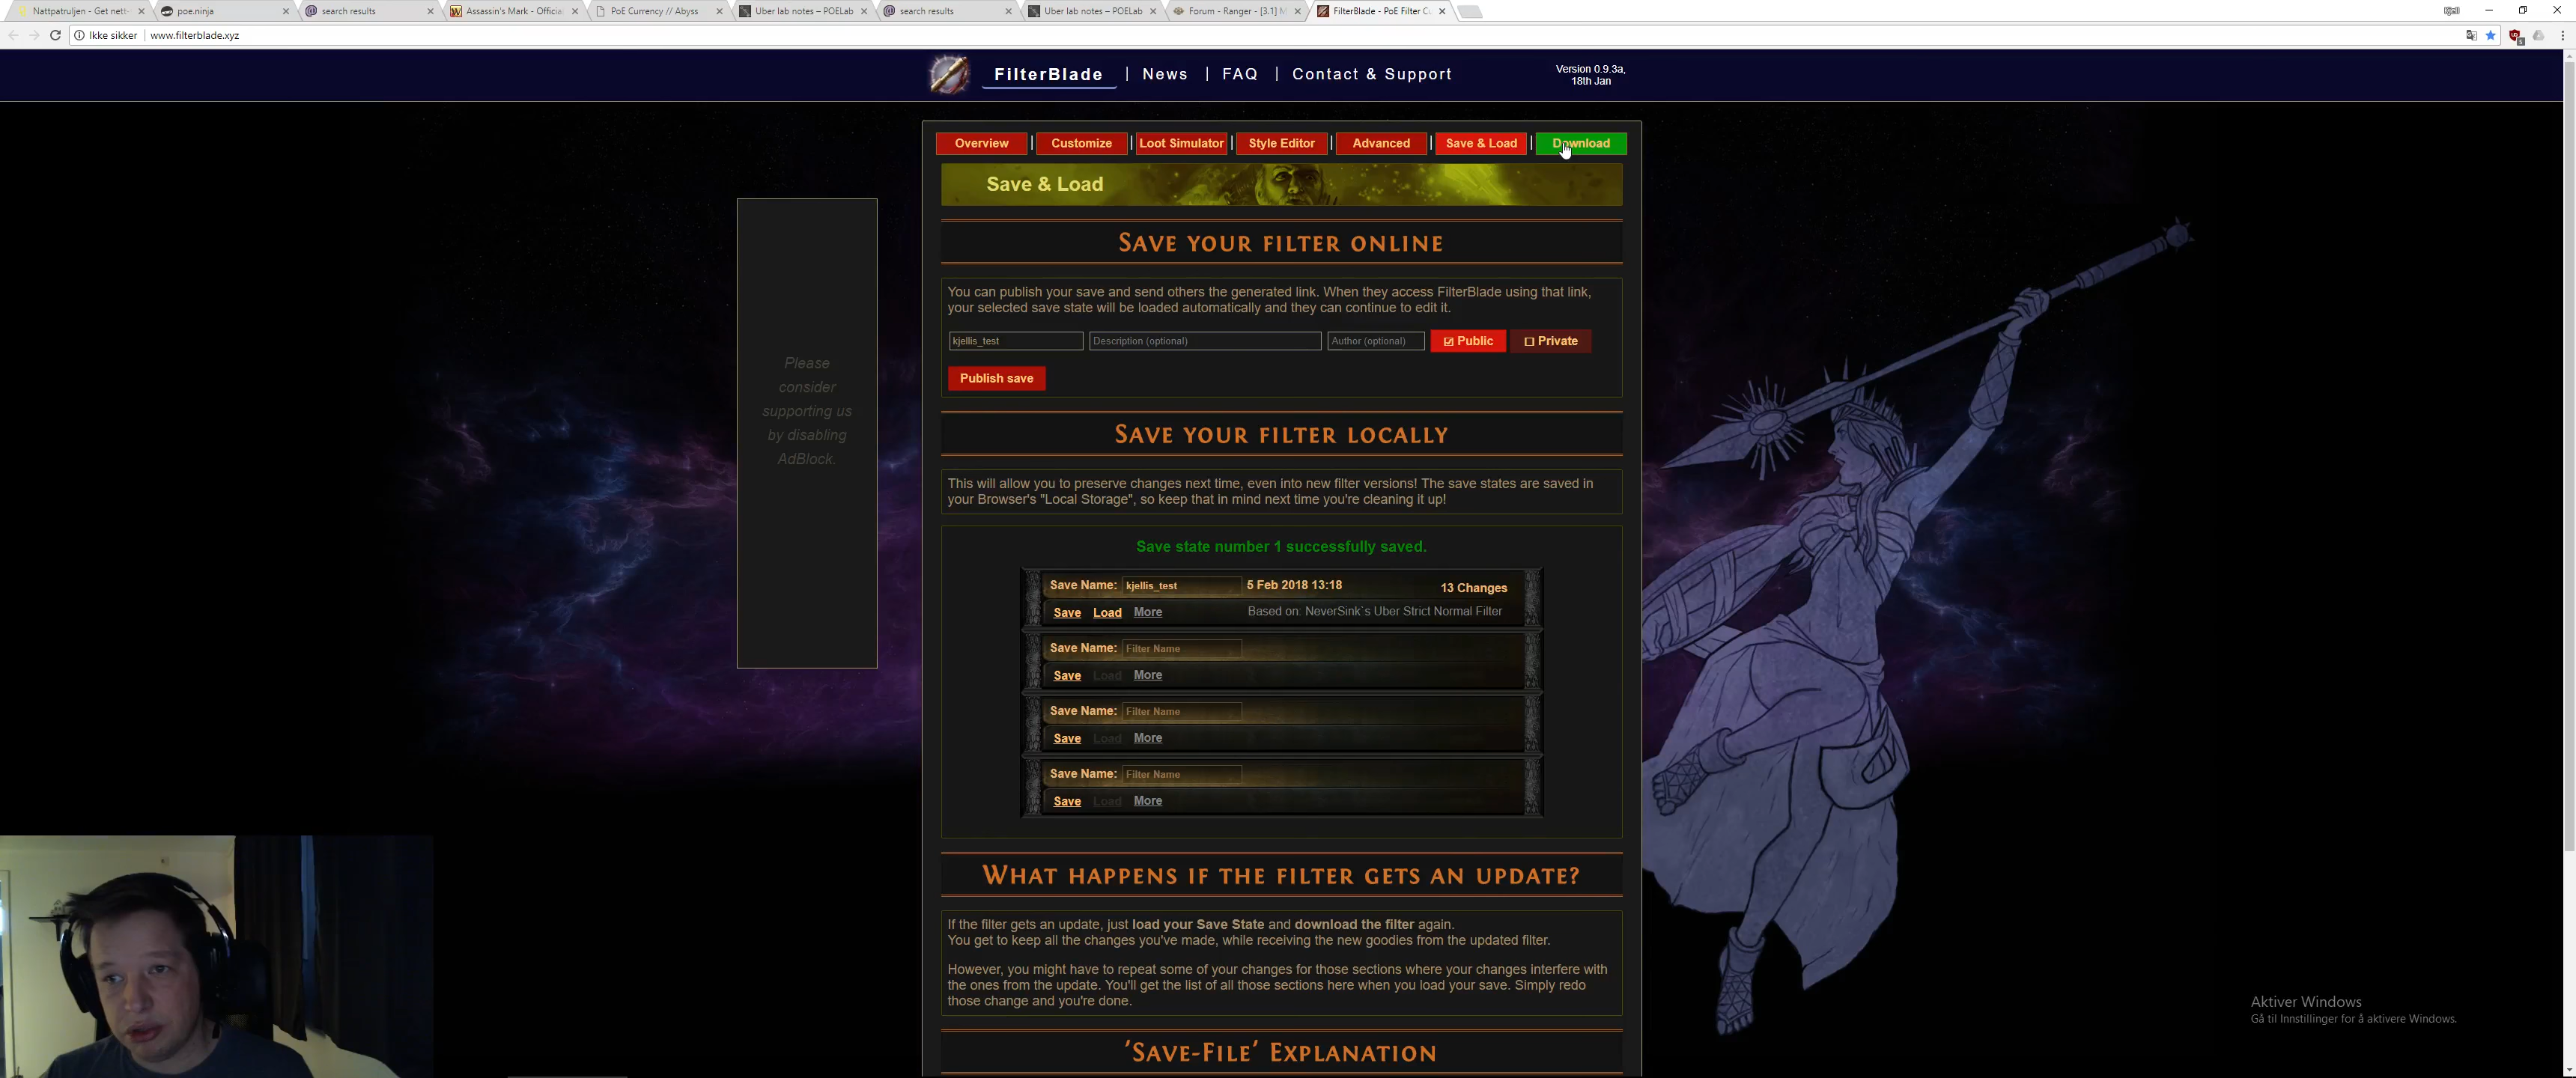 Nattpatruljen - Get nett-
poe.ninja
search results
Assassin's Mark - Official
PoE Currency // Abyss
Uber lab notes – POELab
search results
Uber lab notes – POELab
Forum - Ranger - [3.1] M
FilterBlade - PoE Filter C
Ikke sikker
www.filterblade.xyz
FilterBlade | News | FAQ | Contact & Support
Version 0.9.3a,
18th Jan
Overview | Customize | Loot Simulator | Style Editor | Advanced | Save & Load | Download
Save & Load
Save your filter online
You can publish your save and send others the generated link. When they access FilterBlade using that link,
your selected save state will be loaded automatically and they can continue to edit it.
kjellis_test Description (optional) Author (optional) Public Private
Publish save
Please
consider
supporting us
by disabling
AdBlock.
Save your filter locally
This will allow you to preserve changes next time, even into new filter versions! The save states are saved in
your Browser's "Local Storage", so keep that in mind next time you're cleaning it up!
Save state number 1 successfully saved.
Save Name: kjellis_test 5 Feb 2018 13:18 13 Changes
Save Load More Based on: NeverSink`s Uber Strict Normal Filter
Save Name: Filter Name
Save Load More
Save Name: Filter Name
Save Load More
Save Name: Filter Name
Save Load More
What happens if the filter gets an update?
If the filter gets an update, just load your Save State and download the filter again.
You get to keep all the changes you've made, while receiving the new goodies from the updated filter.
However, you might have to repeat some of your changes for those sections where your changes interfere with
the ones from the update. You'll get the list of all those sections here when you load your save. Simply redo
those change and you're done.
'Save-File' Explanation
Aktiver Windows
Gå til Innstillinger for å aktivere Windows.